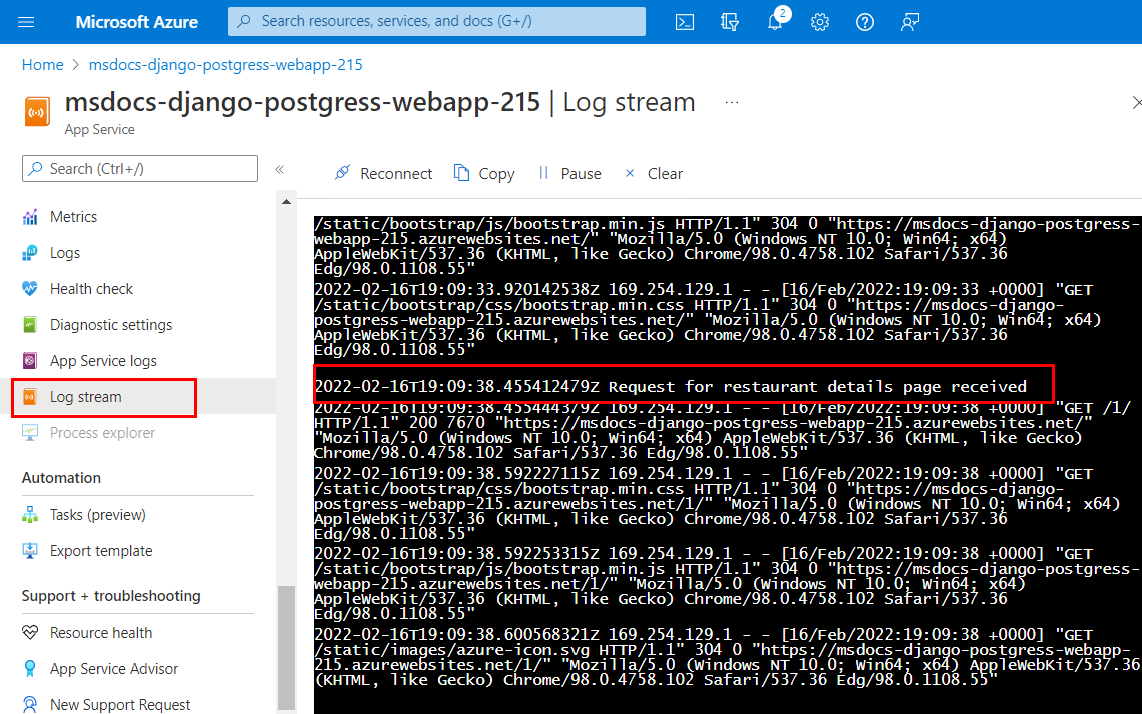 Microsoft Azure
Search resources, services, and docs (G+/)
2
Home > msdocs-django-postgress-webapp-215
msdocs-django-postgress-webapp-215 | Log stream ...
App Service
Search (Ctrl+/)
«
Reconnect
Copy
Pause
Clear
Metrics
Logs
Health check
Diagnostic settings
App Service logs
Log stream
Process explorer
Automation
Tasks (preview)
Export template
Support + troubleshooting
Resource health
App Service Advisor
New Support Request
/static/bootstrap/js/bootstrap.min.js HTTP/1.1" 304 0 "https://msdocs-django-postgress-
webapp-215.azurewebsites.net/" "Mozilla/5.0 (Windows NT 10.0; Win64; x64)
AppleWebKit/537.36 (KHTML, like Gecko) Chrome/98.0.4758.102 Safari/537.36
Edg/98.0.1108.55"
2022-02-16T19:09:33.920142538Z 169.254.129.1 - - [16/Feb/2022:19:09:33 +0000] "GET
/static/bootstrap/css/bootstrap.min.css HTTP/1.1" 304 0 "https://msdocs-django-
postgress-webapp-215.azurewebsites.net/" "Mozilla/5.0 (Windows NT 10.0; Win64; x64)
AppleWebKit/537.36 (KHTML, like Gecko) Chrome/98.0.4758.102 Safari/537.36
Edg/98.0.1108.55"
2022-02-16T19:09:38.455412479Z Request for restaurant details page received
2022-02-16T19:09:38.455444379Z 169.254.129.1 - - [16/Feb/2022:19:09:38 +0000] "GET /1/
HTTP/1.1" 200 7670 "https://msdocs-django-postgress-webapp-215.azurewebsites.net/"
"Mozilla/5.0 (Windows NT 10.0; Win64; x64) AppleWebKit/537.36 (KHTML, like Gecko)
Chrome/98.0.4758.102 Safari/537.36 Edg/98.0.1108.55"
2022-02-16T19:09:38.592227115Z 169.254.129.1 - - [16/Feb/2022:19:09:38 +0000] "GET
/static/bootstrap/css/bootstrap.min.css HTTP/1.1" 304 0 "https://msdocs-django-
postgress-webapp-215.azurewebsites.net/1/" "Mozilla/5.0 (Windows NT 10.0; Win64; x64)
AppleWebKit/537.36 (KHTML, like Gecko) Chrome/98.0.4758.102 Safari/537.36
Edg/98.0.1108.55"
2022-02-16T19:09:38.592253315Z 169.254.129.1 - - [16/Feb/2022:19:09:38 +0000] "GET
/static/bootstrap/js/bootstrap.min.js HTTP/1.1" 304 0 "https://msdocs-django-postgress-
webapp-215.azurewebsites.net/1/" "Mozilla/5.0 (Windows NT 10.0; Win64; x64)
AppleWebKit/537.36 (KHTML, like Gecko) Chrome/98.0.4758.102 Safari/537.36
Edg/98.0.1108.55"
2022-02-16T19:09:38.600568321Z 169.254.129.1 - - [16/Feb/2022:19:09:38 +0000] "GET
/static/images/azure-icon.svg HTTP/1.1" 304 0 "https://msdocs-django-postgress-webapp-
215.azurewebsites.net/1/" "Mozilla/5.0 (Windows NT 10.0; Win64; x64) AppleWebKit/537.36
(KHTML, like Gecko) Chrome/98.0.4758.102 Safari/537.36 Edg/98.0.1108.55"